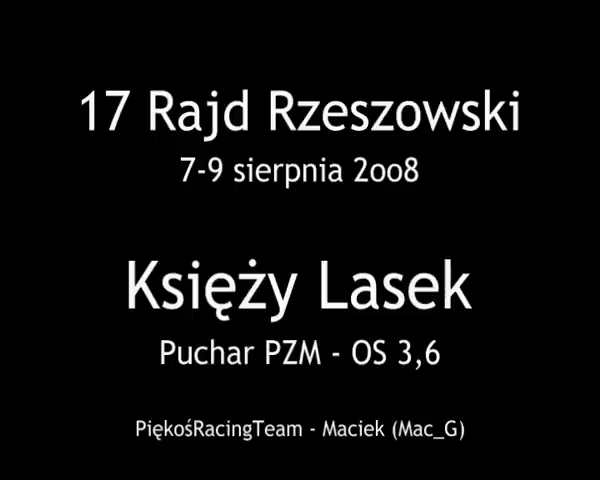 17 Rajd Rzeszowski
7-9 sierpnia 2oo8
Księży Lasek
Puchar PZM - OS 3,6
PiękośRacingTeam - Maciek (Mac_G)